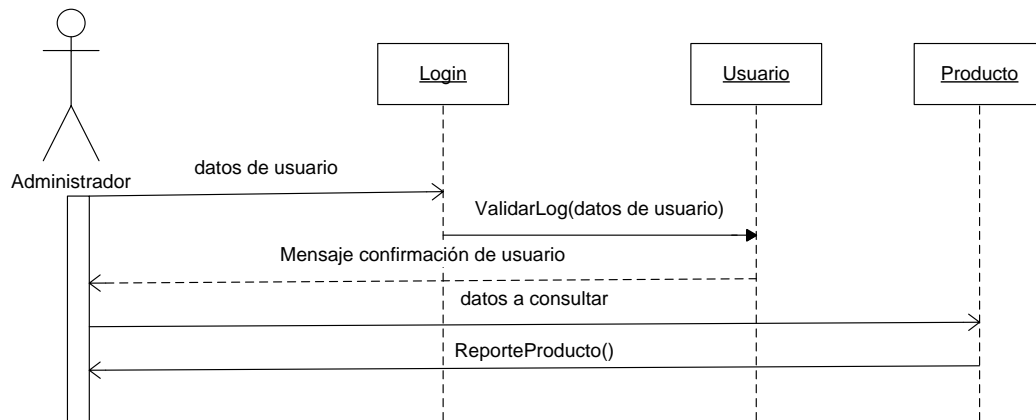 Login
Usuario
Producto
Administrador
datos de usuario
ValidarLog(datos de usuario)
Mensaje confirmación de usuario
datos a consultar
ReporteProducto()